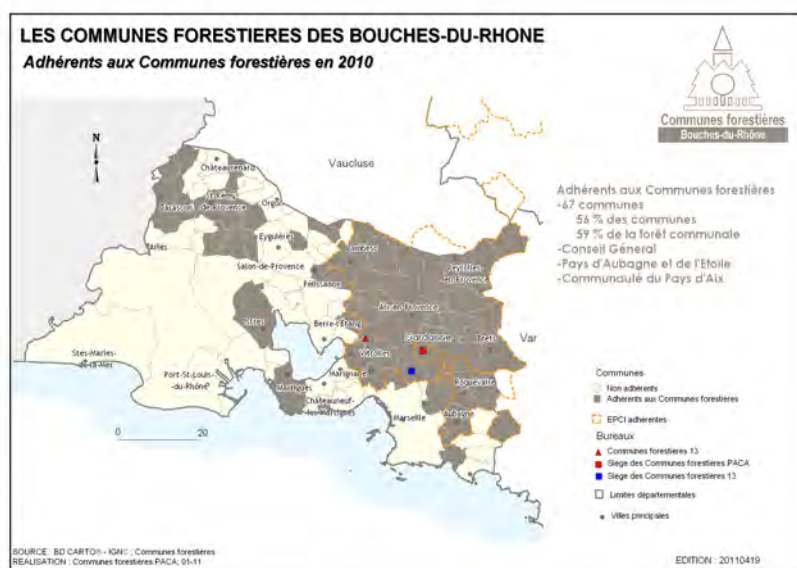 LES COMMUNES FORESTIERES DES BOUCHES-DU-RHONE
Adhérents aux Communes forestières en 2010
Communes forestières
Bouches-du-Rhône
N
Vaucluse
Châteaurenard
Tarascon
St-Rémy-
de-Provence
Orgon
Eyguières
Lambesc
Arles
Salon-de-Provence
Peyrolles-
en-Provence
Pélissanne
Aix-en-Provence
Istres
Berre-l'Etang
Gardanne
Trets
Var
Vitrolles
Stes-Maries-
de-la-Mer
Port-St-Louis-
du-Rhône
Marignane
Martigues
Roquevaire
Châteauneuf-
les-Martigues
Marseille
Aubagne
0 20
Adhérents aux Communes forestières
-67 communes
56 % des communes
59 % de la forêt communale
-Conseil Général
-Pays d'Aubagne et de l'Etoile
-Communauté du Pays d'Aix
Communes
Non adhérents
Adhérents aux Communes forestières
EPCI adhérentes
Bureaux
Communes forestières 13
Siège des Communes forestières PACA
Siège des Communes forestières 13
Limites départementales
Villes principales
SOURCE : BD CARTO® - IGN© ; Communes forestières
REALISATION : Communes forestières PACA, 01-11
EDITION : 20110419